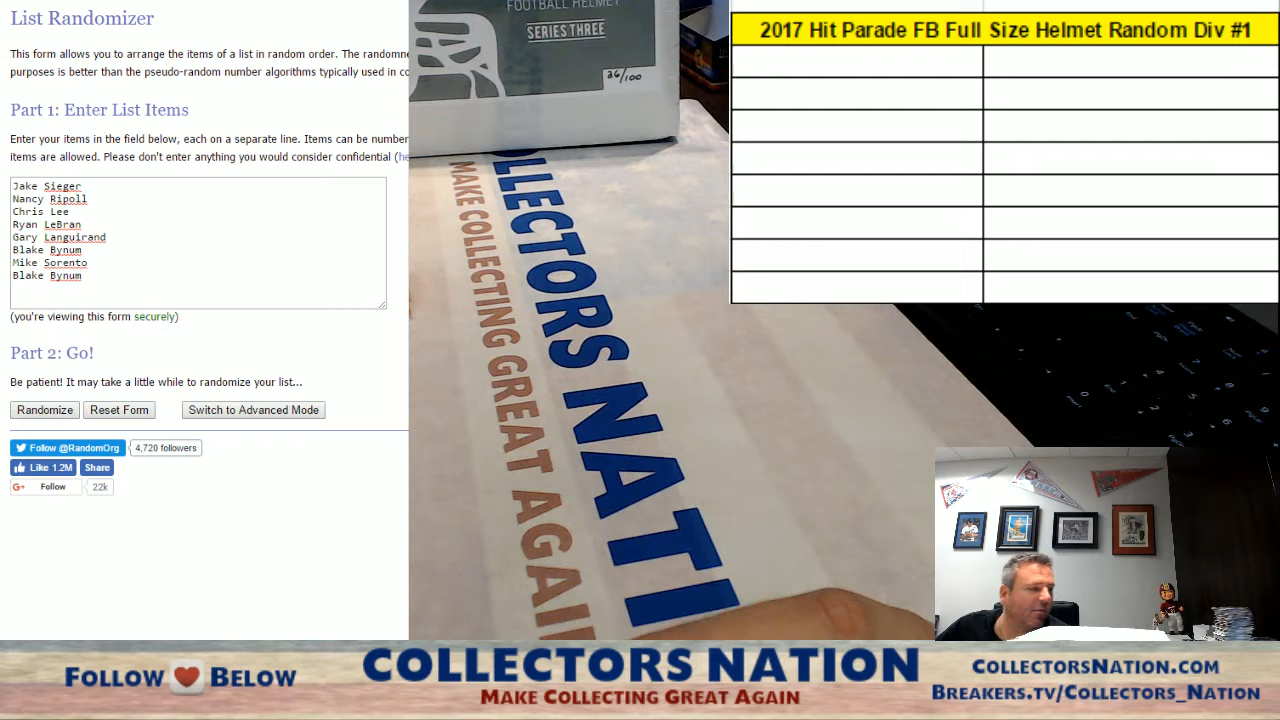 List Randomizer
This form allows you to arrange the items of a list in random order. The randomne
purposes is better than the pseudo-random number algorithms typically used in co
Part 1: Enter List Items
Enter your items in the field below, each on a separate line. Items can be number
items are allowed. Please don't enter anything you would consider confidential (he
Jake Sieger
Nancy Ripoll
Chris Lee
Ryan LeBran
Gary Languirand
Blake Bynum
Mike Sorento
Blake Bynum
(you're viewing this form securely)
Part 2: Go!
Be patient! It may take a little while to randomize your list...
Randomize Reset Form Switch to Advanced Mode
Follow @RandomOrg 4,720 followers
Like 1.2M Share
G+ Follow 22k
FOOTBALL HELMET
SERIES THREE
36/100
OLLECTORS NATI
MAKE COLLECTING GREAT AGAI
2017 Hit Parade FB Full Size Helmet Random Div #1
FOLLOW BELOW
COLLECTORS NATION
MAKE COLLECTING GREAT AGAIN
COLLECTORSNATION.COM
BREAKERS.TV/COLLECTORS_NATION